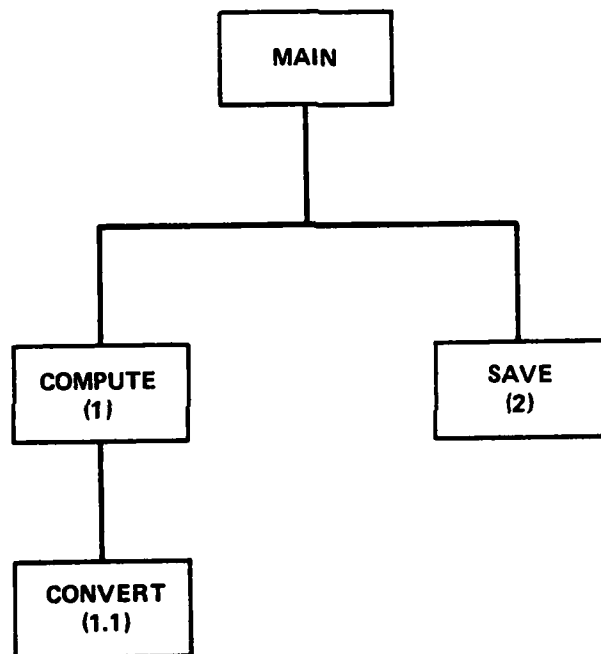 MAIN
COMPUTE
(1)
SAVE
(2)
CONVERT
(1.1)